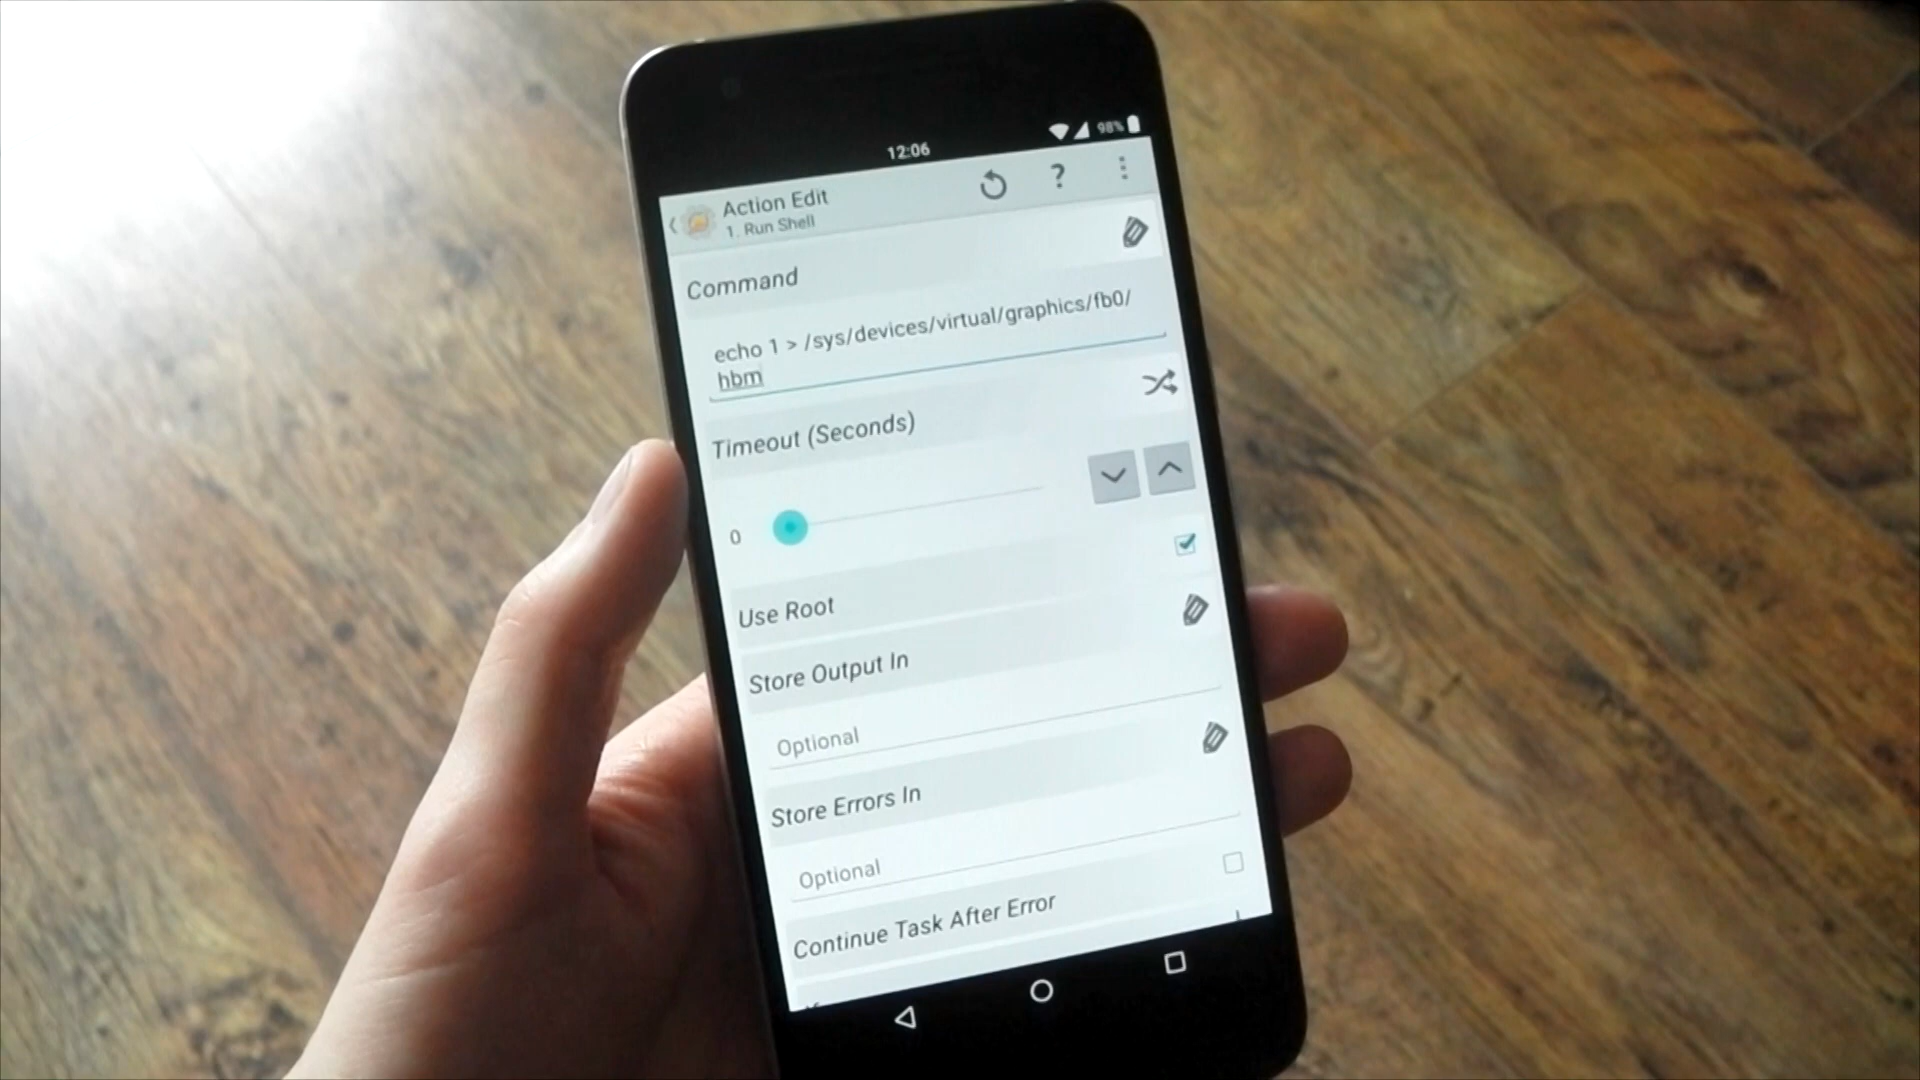 12:06
98%
Action Edit
1. Run Shell
Command
echo 1 > /sys/devices/virtual/graphics/fb0/
hbm
Timeout (Seconds)
0
Use Root
Store Output In
Optional
Store Errors In
Optional
Continue Task After Error